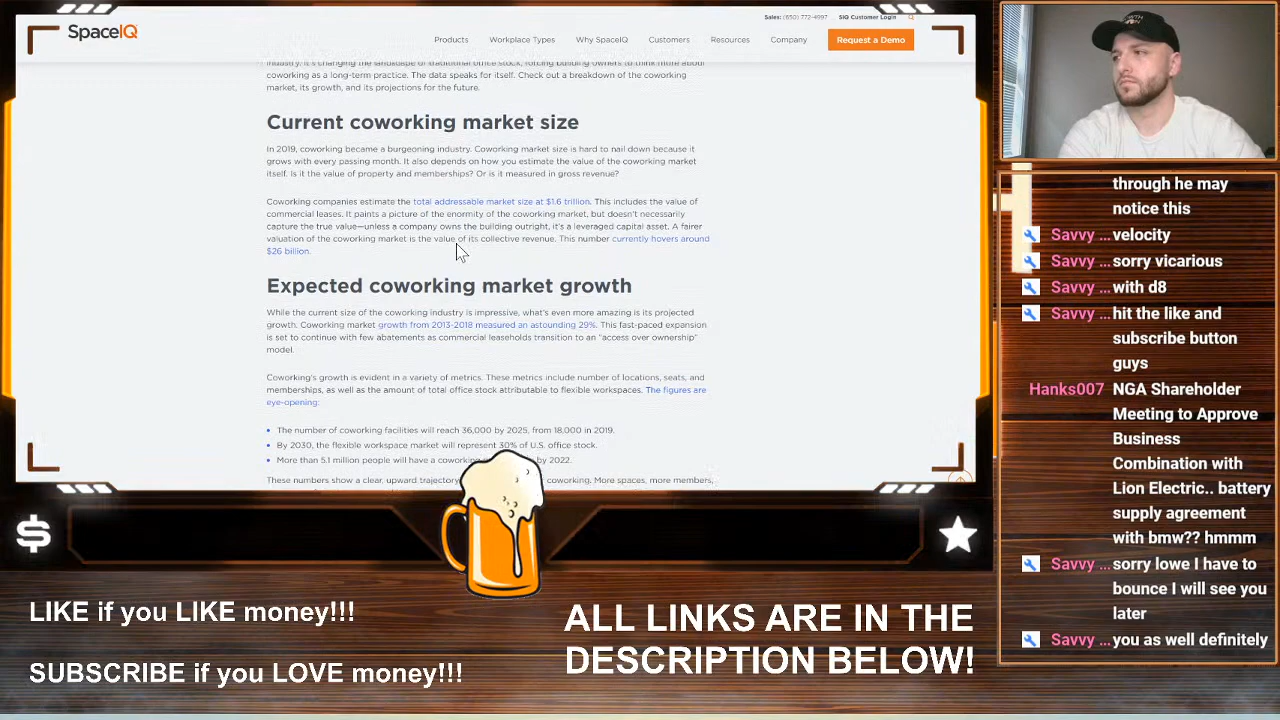 Sales: (650) 772-4997 SIQ Customer Login
SpaceIQ
Products Workplace Types Why SpaceIQ Customers Resources Company Request a Demo
industry. It's changing the landscape of traditional office stock, forcing building owners to think more about
coworking as a long-term practice. The data speaks for itself. Check out a breakdown of the coworking
market, its growth, and its projections for the future.
Current coworking market size
In 2019, coworking became a burgeoning industry. Coworking market size is hard to nail down because it
grows with every passing month. It also depends on how you estimate the value of the coworking market
itself. Is it the value of property and memberships? Or is it measured in gross revenue?
Coworking companies estimate the total addressable market size at $1.6 trillion. This includes the value of
commercial leases. It paints a picture of the enormity of the coworking market, but doesn't necessarily
capture the true value—unless a company owns the building outright, it's a leveraged capital asset. A fairer
valuation of the coworking market is the value of its collective revenue. This number currently hovers around
$26 billion.
Expected coworking market growth
While the current size of the coworking industry is impressive, what's even more amazing is its projected
growth. Coworking market growth from 2013-2018 measured an astounding 29%. This fast-paced expansion
is set to continue with few abatements as commercial leaseholds transition to an "access over ownership"
model.
Coworking's growth is evident in a variety of metrics. These metrics include number of locations, seats, and
memberships, as well as the amount of total office stock attributable to flexible workspaces. The figures are
eye-opening:
The number of coworking facilities will reach 36,000 by 2025, from 18,000 in 2019.
By 2030, the flexible workspace market will represent 30% of U.S. office stock.
More than 5.1 million people will have a coworking by 2022.
These numbers show a clear, upward trajectory coworking. More spaces, more members,
through he may
notice this
Savvy ... velocity
Savvy ... sorry vicarious
Savvy ... with d8
Savvy ... hit the like and
subscribe button
guys
Hanks007 NGA Shareholder
Meeting to Approve
Business
Combination with
Lion Electric.. battery
supply agreement
with bmw?? hmmm
Savvy ... sorry lowe I have to
bounce I will see you
later
Savvy ... you as well definitely
$
LIKE if you LIKE money!!!
SUBSCRIBE if you LOVE money!!!
ALL LINKS ARE IN THE
DESCRIPTION BELOW!